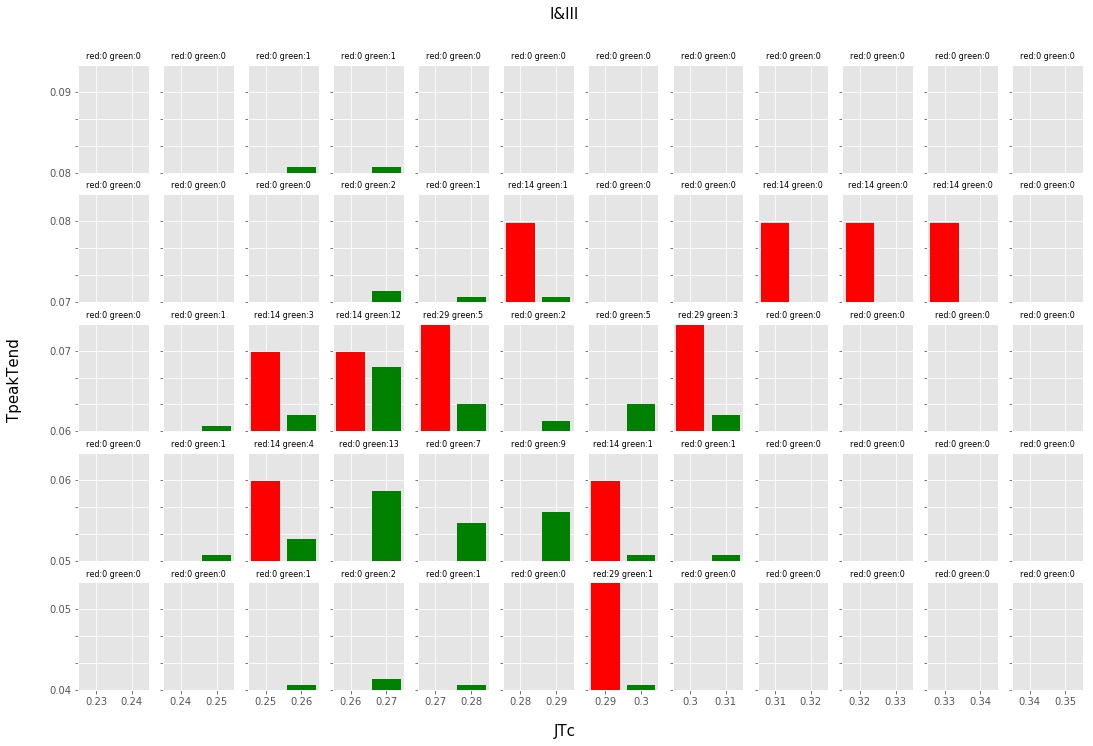 I&III
red:0 green:0 red:0 green:0 red:0 green:1 red:0 green:1 red:0 green:0 red:0 green:0 red:0 green:0 red:0 green:0 red:0 green:0 red:0 green:0 red:0 green:0 red:0 green:0
0.09
0.08
red:0 green:0 red:0 green:0 red:0 green:0 red:0 green:2 red:0 green:1 red:14 green:1 red:0 green:0 red:0 green:0 red:14 green:0 red:14 green:0 red:14 green:0 red:0 green:0
0.08
0.07
red:0 green:0 red:0 green:1 red:14 green:3 red:14 green:12 red:29 green:5 red:0 green:2 red:0 green:5 red:29 green:3 red:0 green:0 red:0 green:0 red:0 green:0 red:0 green:0
0.07
TpeakTend
0.06
red:0 green:0 red:0 green:1 red:14 green:4 red:0 green:13 red:0 green:7 red:0 green:9 red:14 green:1 red:0 green:1 red:0 green:0 red:0 green:0 red:0 green:0 red:0 green:0
0.06
0.05
red:0 green:0 red:0 green:0 red:0 green:1 red:0 green:2 red:0 green:1 red:0 green:0 red:29 green:1 red:0 green:0 red:0 green:0 red:0 green:0 red:0 green:0 red:0 green:0
0.05
0.04
0.23 0.24 0.24 0.25 0.25 0.26 0.26 0.27 0.27 0.28 0.28 0.29 0.29 0.3 0.3 0.31 0.31 0.32 0.32 0.33 0.33 0.34 0.34 0.35
JTc